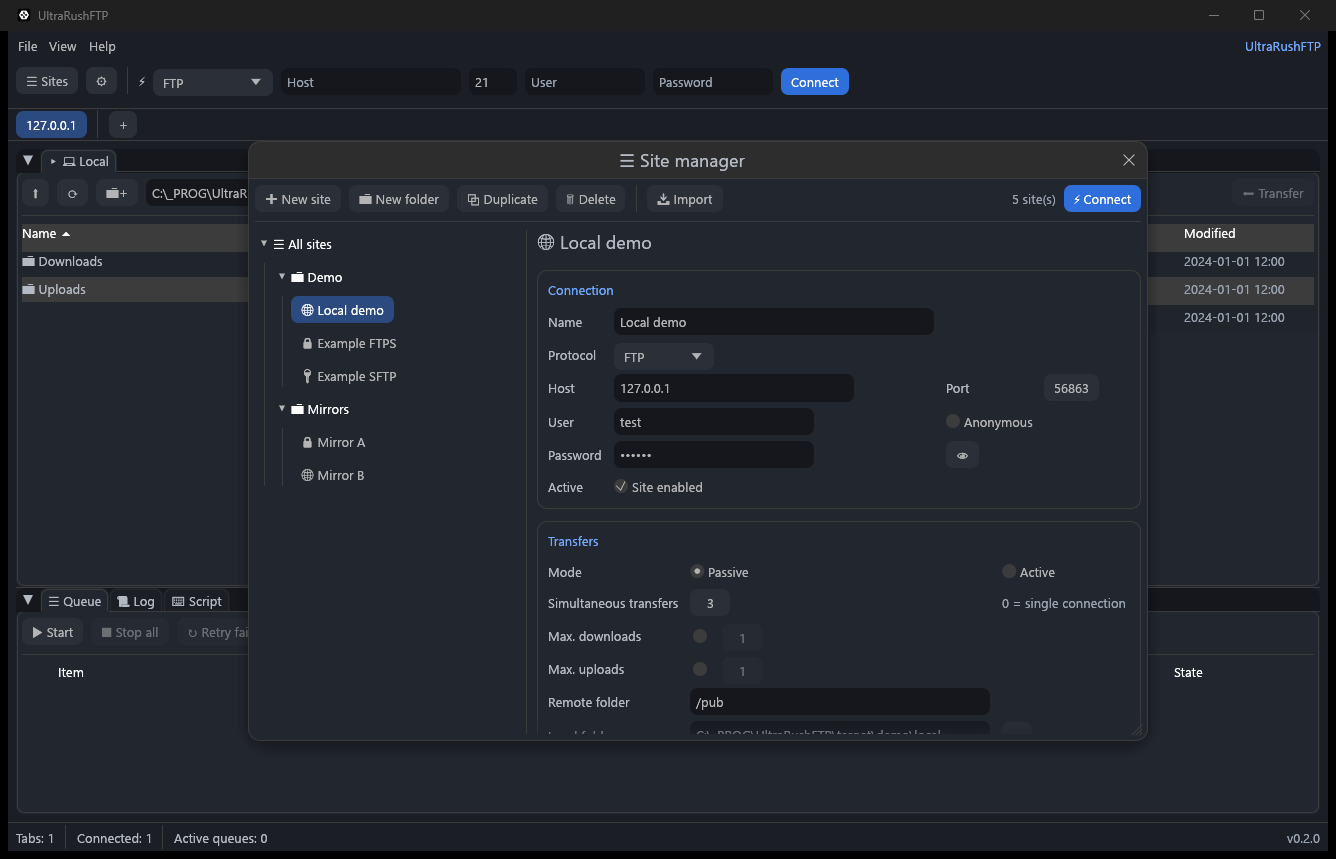 UltraRushFTP
File View Help UltraRushFTP
Sites FTP Host 21 User Password Connect
127.0.0.1 +
Local
C:\_PROG\UltraR
Transfer
Name
Downloads
Uploads
Modified
2024-01-01 12:00
2024-01-01 12:00
2024-01-01 12:00
Site manager
New site New folder Duplicate Delete Import 5 site(s) Connect
All sites
Demo
Local demo
Example FTPS
Example SFTP
Mirrors
Mirror A
Mirror B
Local demo
Connection
Name Local demo
Protocol FTP
Host 127.0.0.1 Port 56863
User test Anonymous
Password ••••••
Active Site enabled
Transfers
Mode Passive Active
Simultaneous transfers 3 0 = single connection
Max. downloads 1
Max. uploads 1
Remote folder /pub
Queue Log Script
Start Stop all Retry fai
Item State
Tabs: 1 Connected: 1 Active queues: 0 v0.2.0